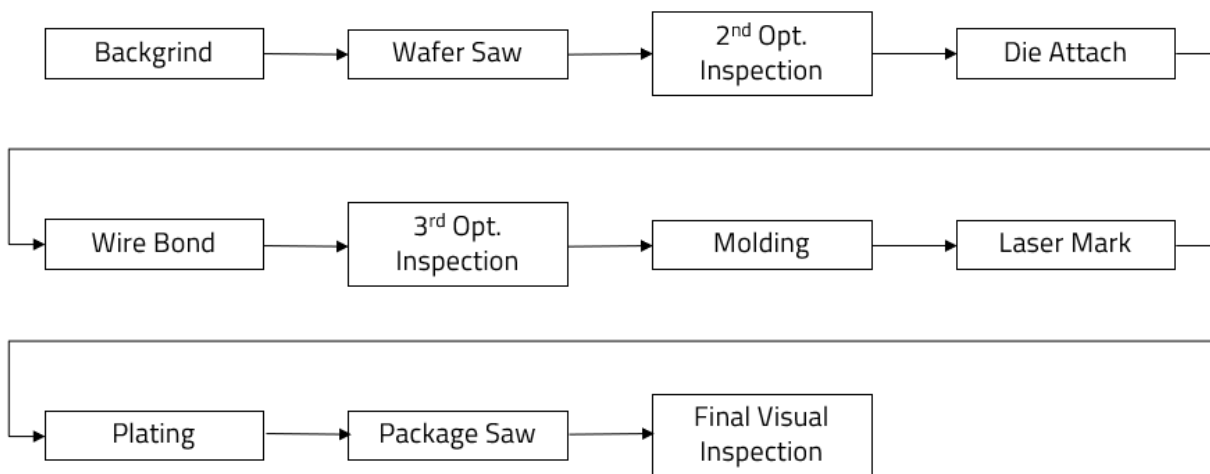 Backgrind
Wafer Saw
2nd Opt.
Inspection
Die Attach
Wire Bond
3rd Opt.
Inspection
Molding
Laser Mark
Plating
Package Saw
Final Visual
Inspection